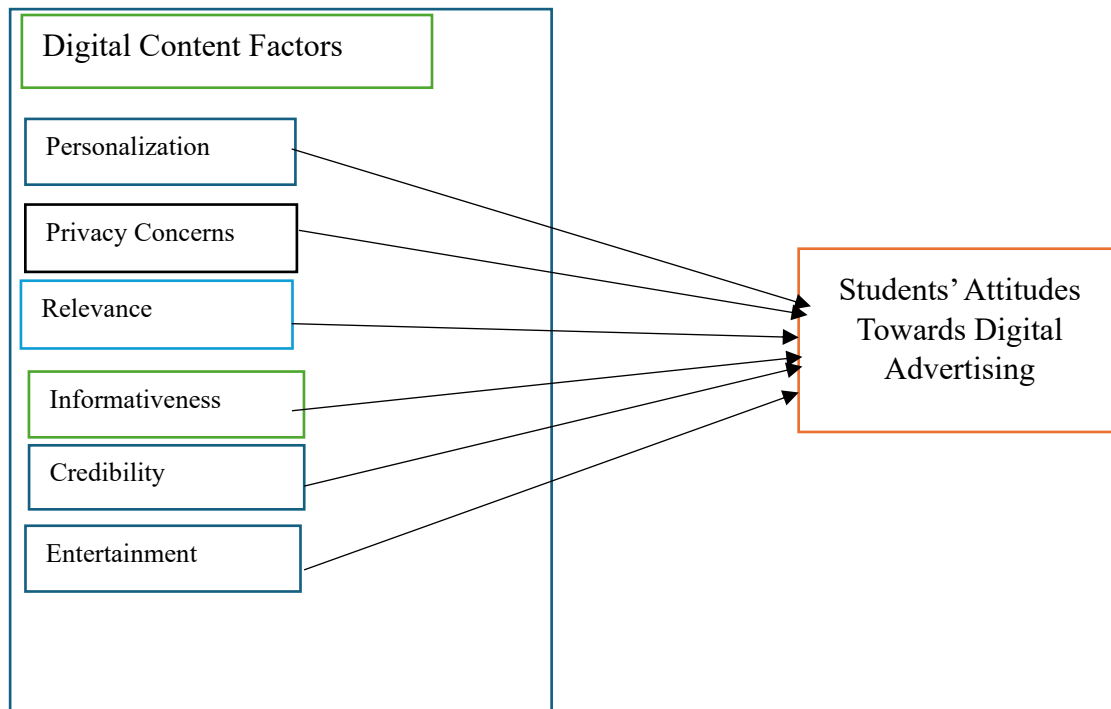 Digital Content Factors
Personalization
Privacy Concerns
Relevance
Informativeness
Credibility
Entertainment
Students’ Attitudes
Towards Digital
Advertising